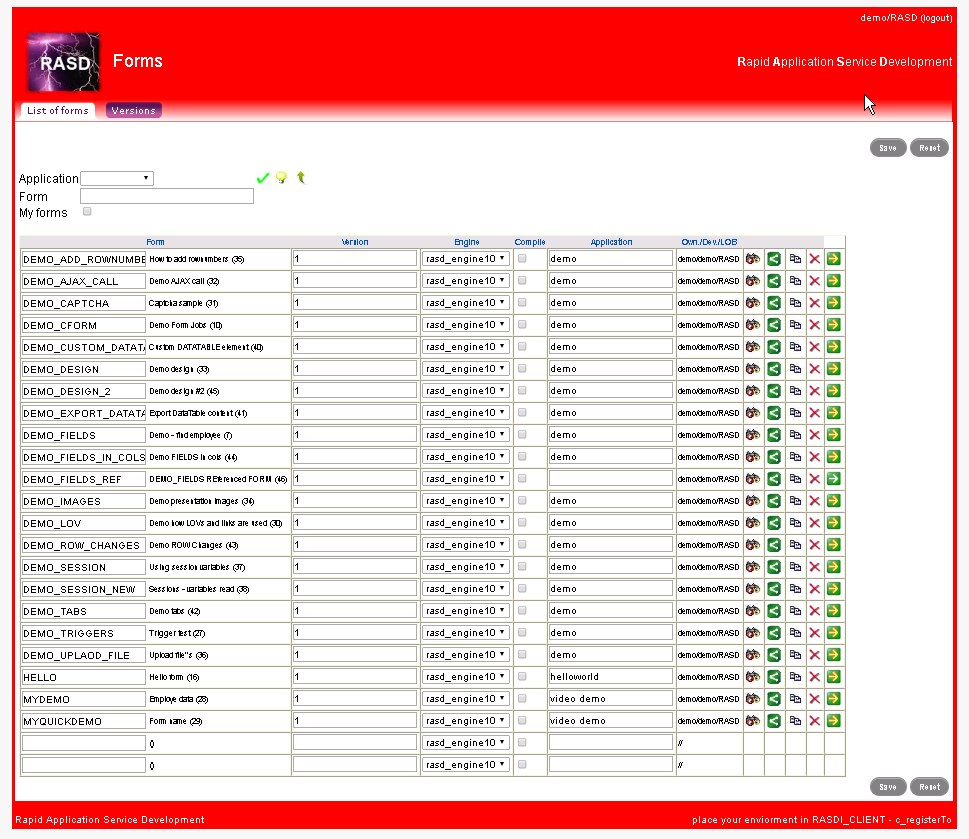 demo/RASD (logout)
RASD Forms
Rapid Application Service Development
List of forms Versions
Save Reset
Application
Form
My forms
Form Version Engine Compile Application Own./Dev./LOB
DEMO_ADD_ROWNUMBE How to add rownumbers (35) 1 rasd_engine10 demo demo/demo/RASD
DEMO_AJAX_CALL Demo AJAX call (32) 1 rasd_engine10 demo demo/demo/RASD
DEMO_CAPTCHA Captcha sample (31) 1 rasd_engine10 demo demo/demo/RASD
DEMO_CFORM Demo Form Jobs (10) 1 rasd_engine10 demo demo/demo/RASD
DEMO_CUSTOM_DATAT Custom DATATABLE element (40) 1 rasd_engine10 demo demo/demo/RASD
DEMO_DESIGN Demo design (33) 1 rasd_engine10 demo demo/demo/RASD
DEMO_DESIGN_2 Demo design #2 (45) 1 rasd_engine10 demo demo/demo/RASD
DEMO_EXPORT_DATATA Export DataTable content (41) 1 rasd_engine10 demo demo/demo/RASD
DEMO_FIELDS Demo - find employee (7) 1 rasd_engine10 demo demo/demo/RASD
DEMO_FIELDS_IN_COLS Demo FIELDS in cols (44) 1 rasd_engine10 demo demo/demo/RASD
DEMO_FIELDS_REF DEMO_FIELDS REferenced FORM (46) 1 rasd_engine10 demo/demo/RASD
DEMO_IMAGES Demo presentation images (34) 1 rasd_engine10 demo demo/demo/RASD
DEMO_LOV Demo how LOVs and links are used (30) 1 rasd_engine10 demo demo/demo/RASD
DEMO_ROW_CHANGES Demo ROW Changes (43) 1 rasd_engine10 demo demo/demo/RASD
DEMO_SESSION Using session variables (37) 1 rasd_engine10 demo demo/demo/RASD
DEMO_SESSION_NEW Sessions - variables read (38) 1 rasd_engine10 demo demo/demo/RASD
DEMO_TABS Demo tabs (42) 1 rasd_engine10 demo demo/demo/RASD
DEMO_TRIGGERS Trigger test (27) 1 rasd_engine10 demo demo/demo/RASD
DEMO_UPLAOD_FILE Upload file"s (36) 1 rasd_engine10 demo demo/demo/RASD
HELLO Hello form (16) 1 rasd_engine10 helloworld demo/demo/RASD
MYDEMO Employe data (28) 1 rasd_engine10 video demo demo/demo/RASD
MYQUICKDEMO Form name (29) 1 rasd_engine10 video demo demo/demo/RASD
() rasd_engine10 //
() rasd_engine10 //
Save Reset
Rapid Application Service Development place your enviorment in RASDI_CLIENT - c_registerTo